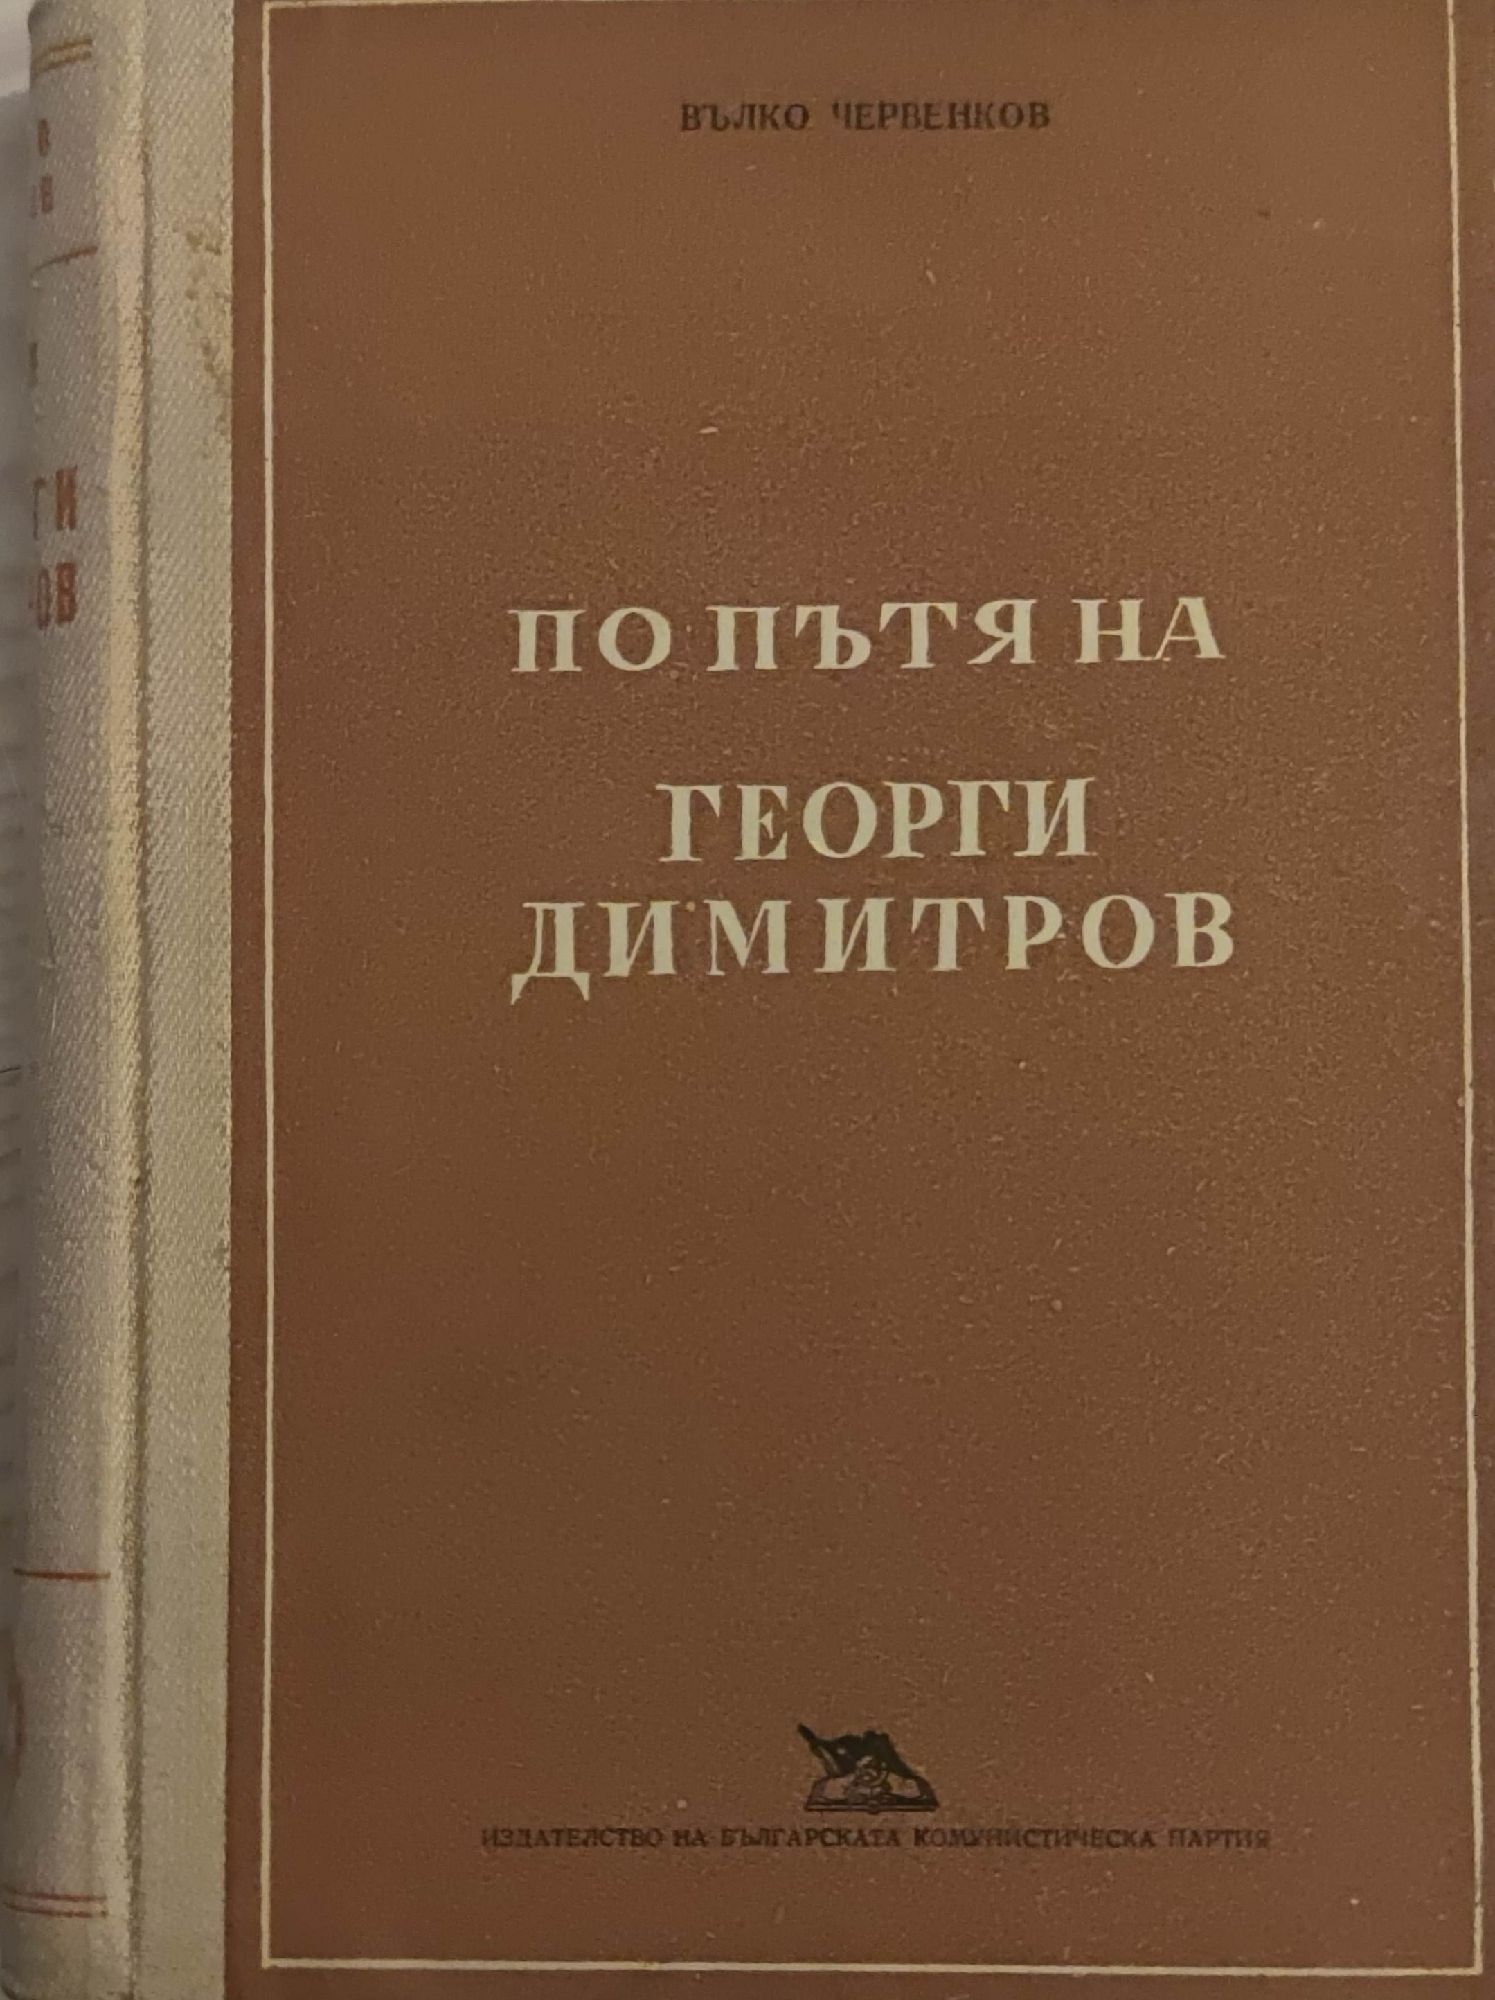 ВЪЛКО ЧЕРВЕНКОВ
ПО ПЪТЯ НА
ГЕОРГИ
ДИМИТРОВ
ИЗДАТЕЛСТВО НА БЪЛГАРСКАТА КОМУНИСТИЧЕСКА ПАРТИЯ